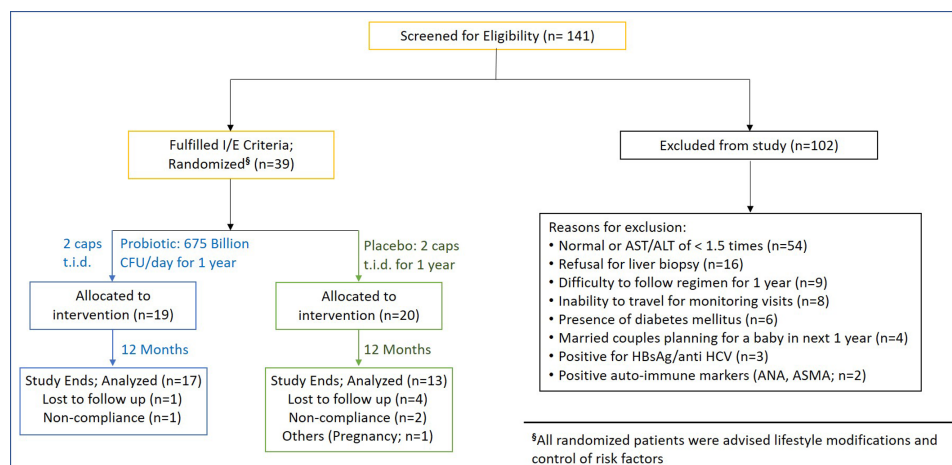 Screened for Eligibility (n= 141)
Fulfilled I/E Criteria;
Randomized§ (n=39)
Excluded from study (n=102)
2 caps
t.i.d.
Probiotic: 675 Billion
CFU/day for 1 year
Placebo: 2 caps
t.i.d. for 1 year
Allocated to
intervention (n=19)
Allocated to
intervention (n=20)
12 Months
12 Months
Study Ends; Analyzed (n=17)
Lost to follow up (n=1)
Non-compliance (n=1)
Study Ends; Analyzed (n=13)
Lost to follow up (n=4)
Non-compliance (n=2)
Others (Pregnancy; n=1)
Reasons for exclusion:
• Normal or AST/ALT of < 1.5 times (n=54)
• Refusal for liver biopsy (n=16)
• Difficulty to follow regimen for 1 year (n=9)
• Inability to travel for monitoring visits (n=8)
• Presence of diabetes mellitus (n=6)
• Married couples planning for a baby in next 1 year (n=4)
• Positive for HBsAg/anti HCV (n=3)
• Positive auto-immune markers (ANA, ASMA; n=2)
§All randomized patients were advised lifestyle modifications and
control of risk factors